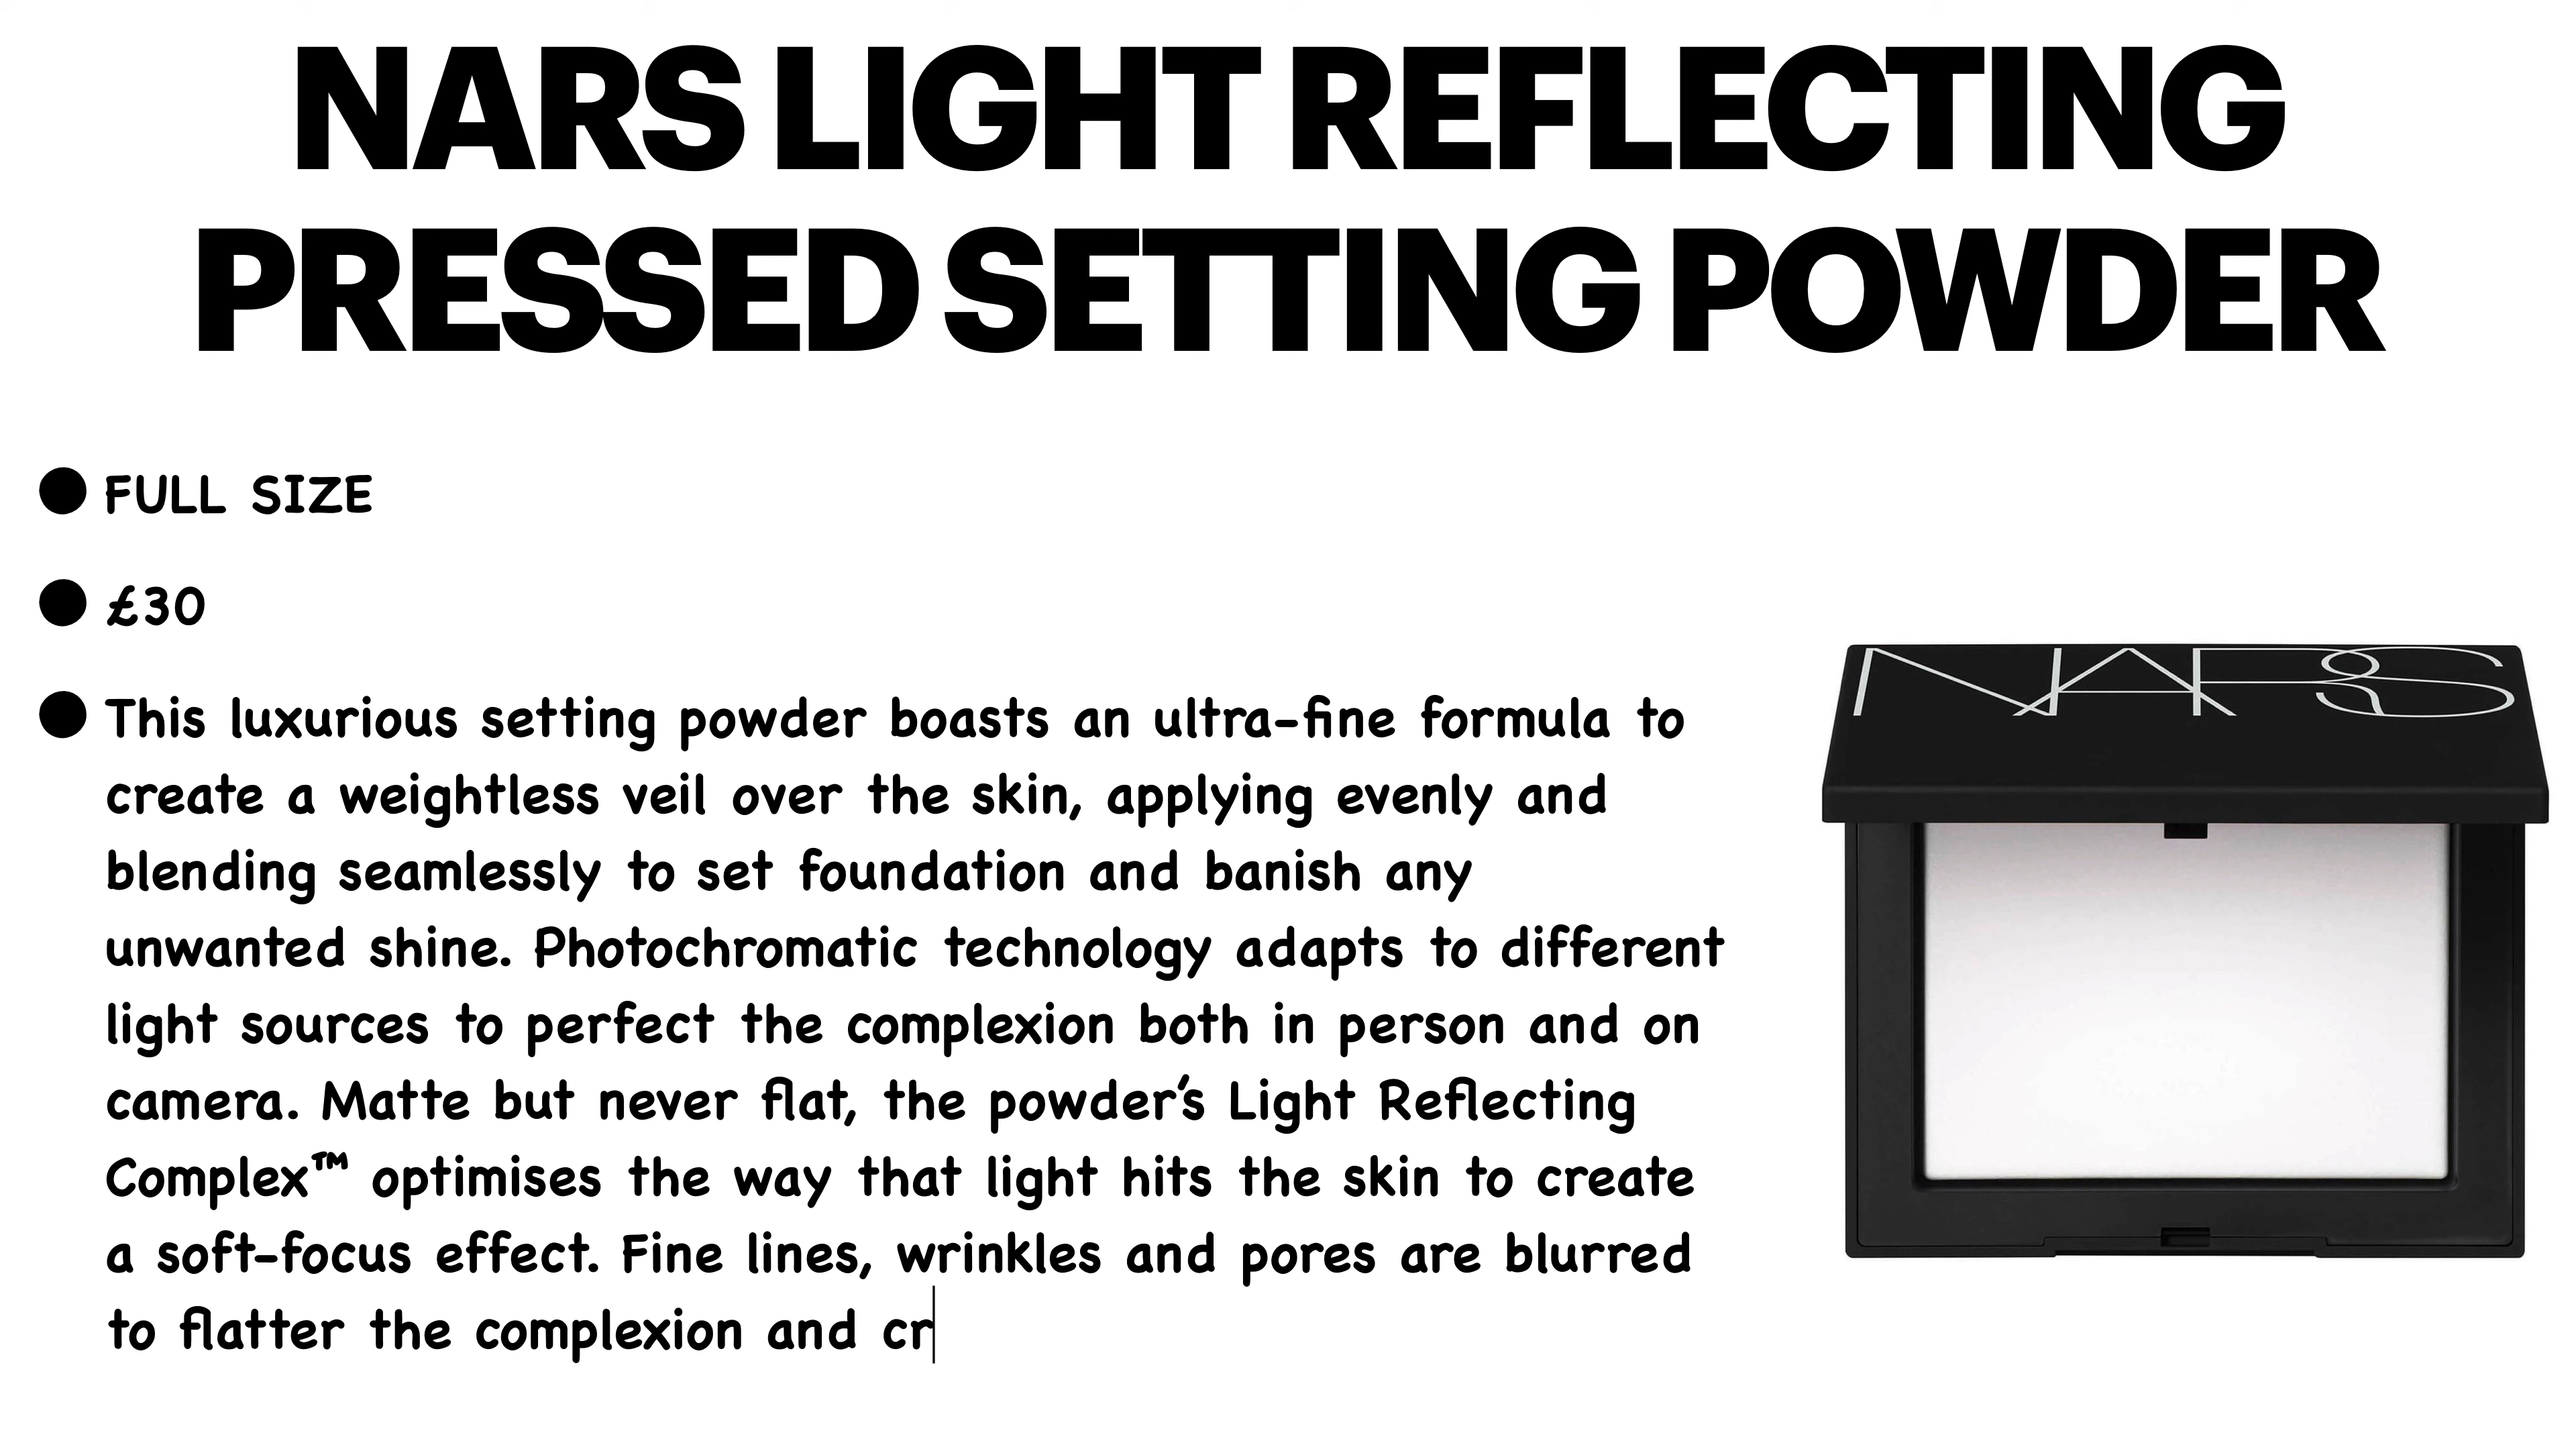 NARS LIGHT REFLECTING
PRESSED SETTING POWDER
● FULL SIZE
● £30
● This luxurious setting powder boasts an ultra-fine formula to
create a weightless veil over the skin, applying evenly and
blending seamlessly to set foundation and banish any
unwanted shine. Photochromatic technology adapts to different
light sources to perfect the complexion both in person and on
camera. Matte but never flat, the powder’s Light Reflecting
Complex™ optimises the way that light hits the skin to create
a soft-focus effect. Fine lines, wrinkles and pores are blurred
to flatter the complexion and cr
NARS